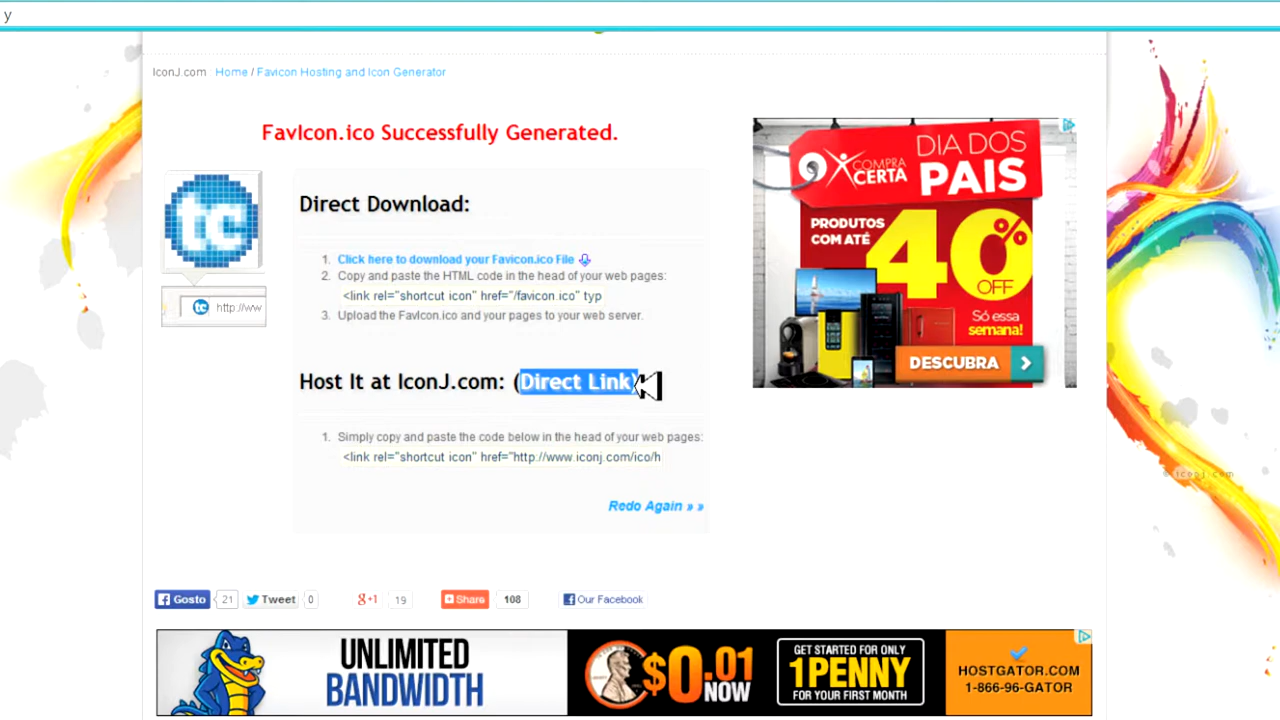 y
IconJ.com Home / Favicon Hosting and Icon Generator
FavIcon.ico Successfully Generated.
tc
tc http://ww
Direct Download:
1. Click here to download your Favicon.ico File
2. Copy and paste the HTML code in the head of your web pages:
<link rel="shortcut icon" href="/favicon.ico" typ
3. Upload the FavIcon.ico and your pages to your web server.
Host It at IconJ.com: (Direct Link)
1. Simply copy and paste the code below in the head of your web pages:
<link rel="shortcut icon" href="http://www.iconj.com/ico/h
Redo Again » »
COMPRA
CERTA
DIA DOS
PAIS
PRODUTOS
COM ATÉ
40%
OFF
Só essa
semana!
DESCUBRA
© iconj.com
Gosto 21 Tweet 0 g+1 19 Share 108 Our Facebook
UNLIMITED
BANDWIDTH
$0.01
NOW
GET STARTED FOR ONLY
1PENNY
FOR YOUR FIRST MONTH
HOSTGATOR.COM
1-866-96-GATOR